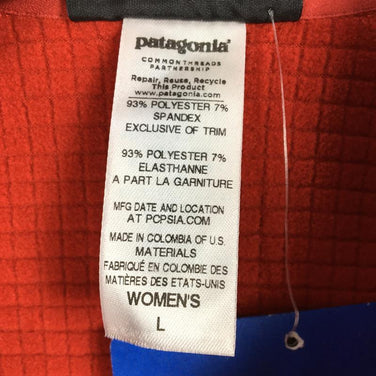 patagonia®
COMMONTHREADS
PARTNERSHIP
Repair, Reuse, Recycle
This Product
www.patagonia.com
93% POLYESTER 7%
SPANDEX
EXCLUSIVE OF TRIM
93% POLYESTER 7%
ELASTHANNE
A PART LA GARNITURE
MFG DATE AND LOCATION
AT PCPSIA.COM
MADE IN COLOMBIA OF U.S.
MATERIALS
FABRIQUÉ EN COLOMBIE DES
MATIÈRES DES ETATS-UNIS
WOMEN'S
L